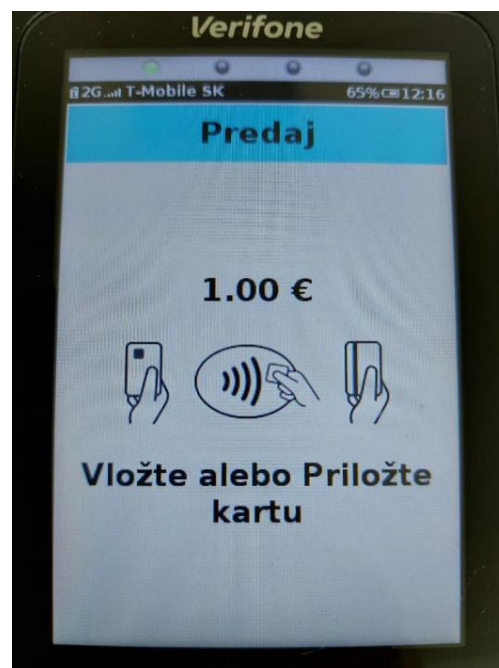 Verifone
2G T-Mobile SK 65% 12:16
Predaj
1.00 €
Vložte alebo Priložte
kartu